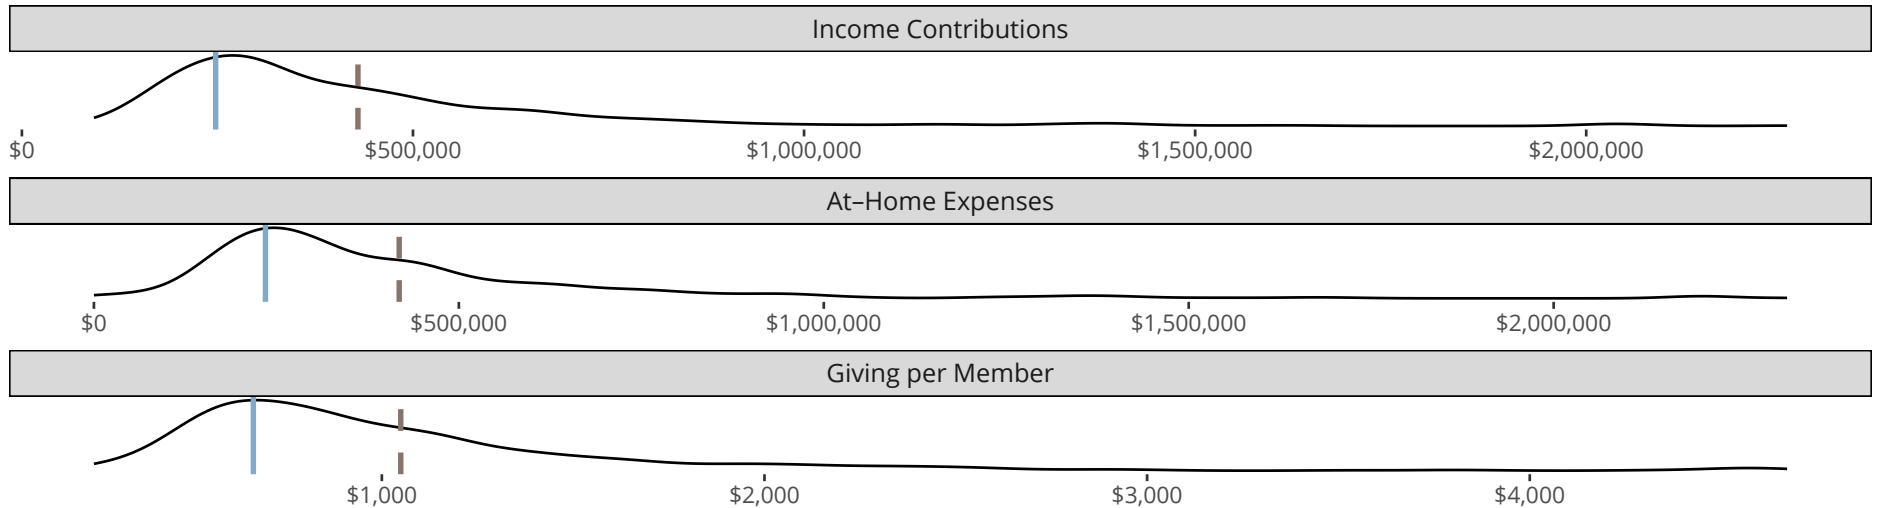 Income Contributions
$0 $500,000 $1,000,000 $1,500,000 $2,000,000
At–Home Expenses
$0 $500,000 $1,000,000 $1,500,000 $2,000,000
Giving per Member
$1,000 $2,000 $3,000 $4,000